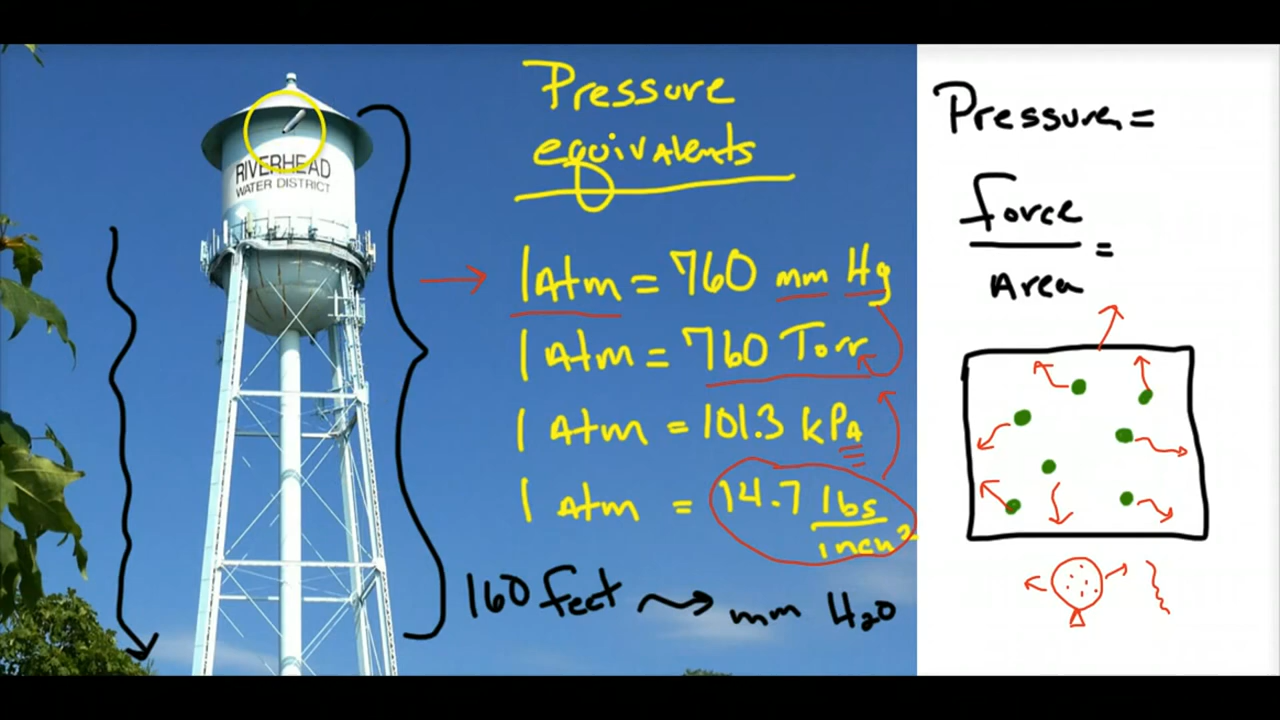 Pressure
equivalents
RIVERHEAD
WATER DISTRICT
1 Atm = 760 mm Hg
1 Atm = 760 Torr
1 Atm = 101.3 kPA
1 Atm = 14.7 lbs
inch²
160 feet → mm H₂O
Pressure =
force
Area =